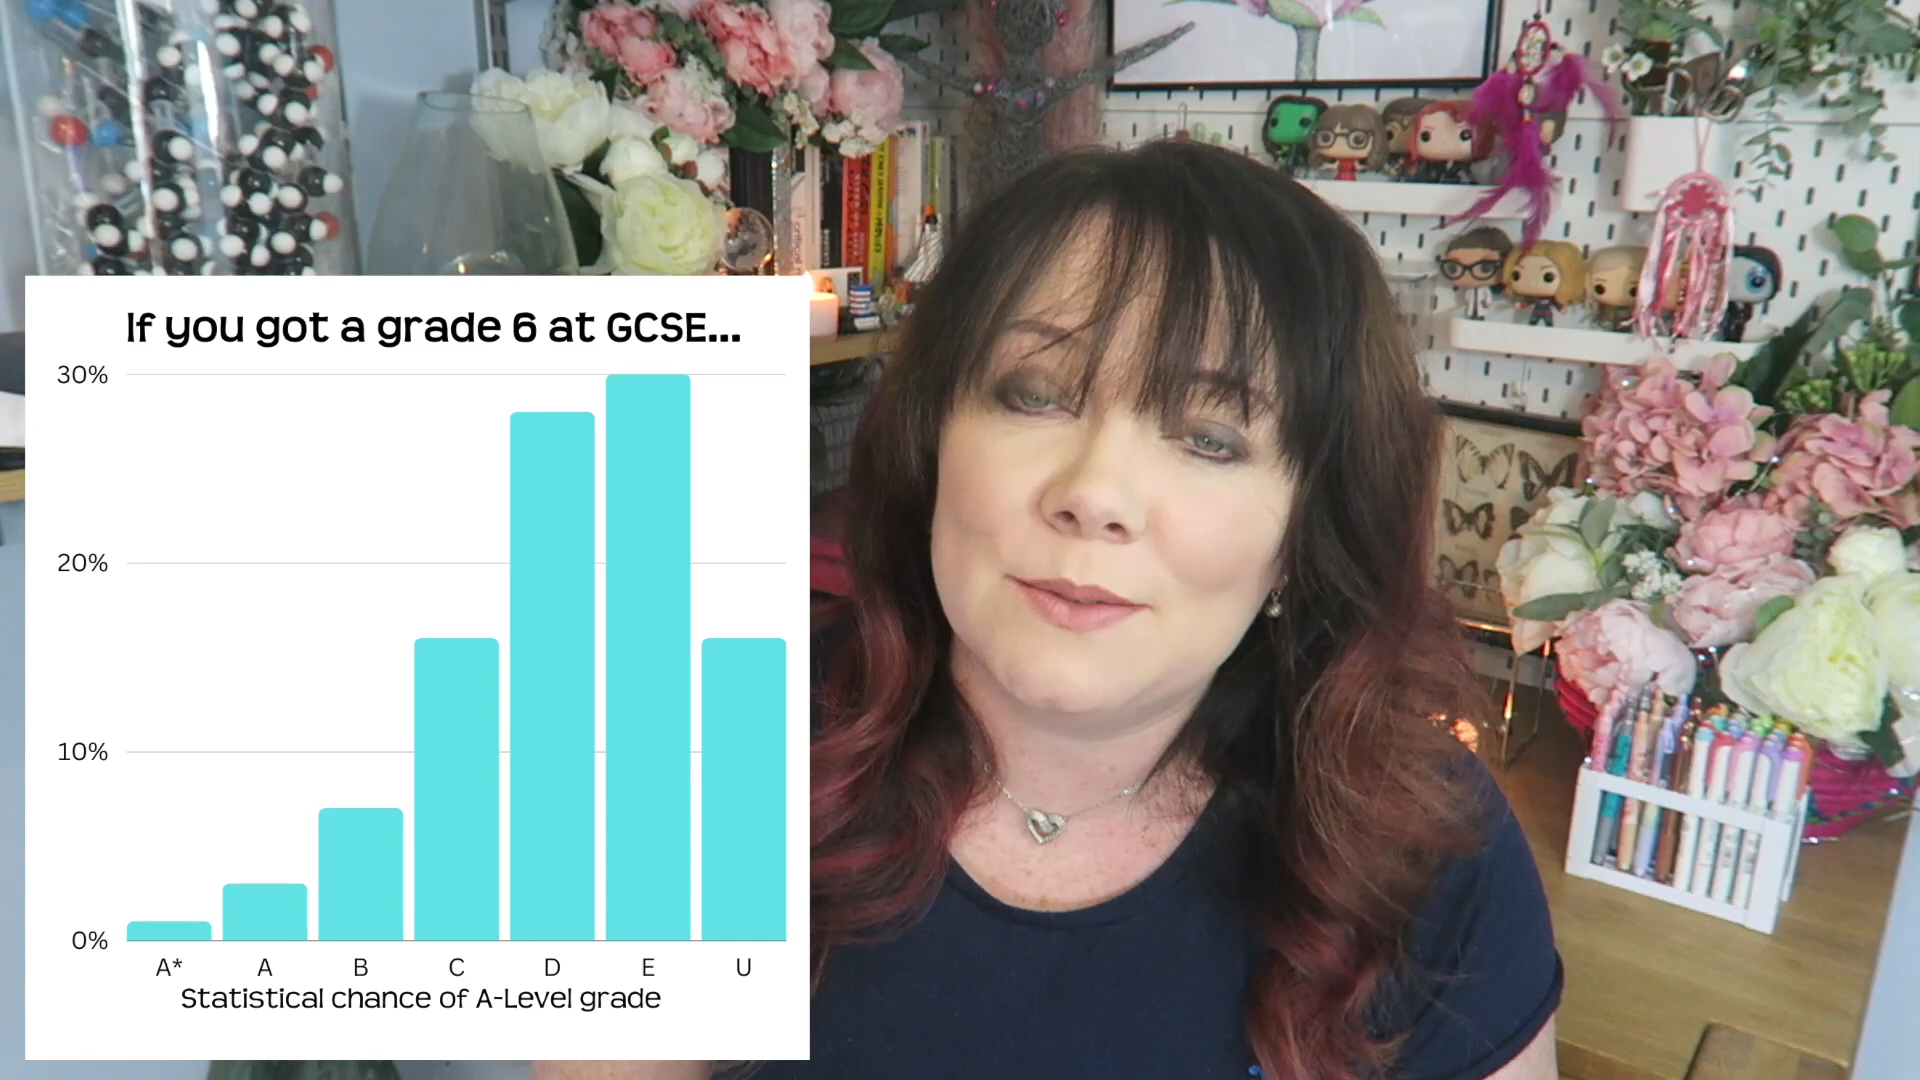 If you got a grade 6 at GCSE...
30%
20%
10%
0%
A* A B C D E U
Statistical chance of A-Level grade